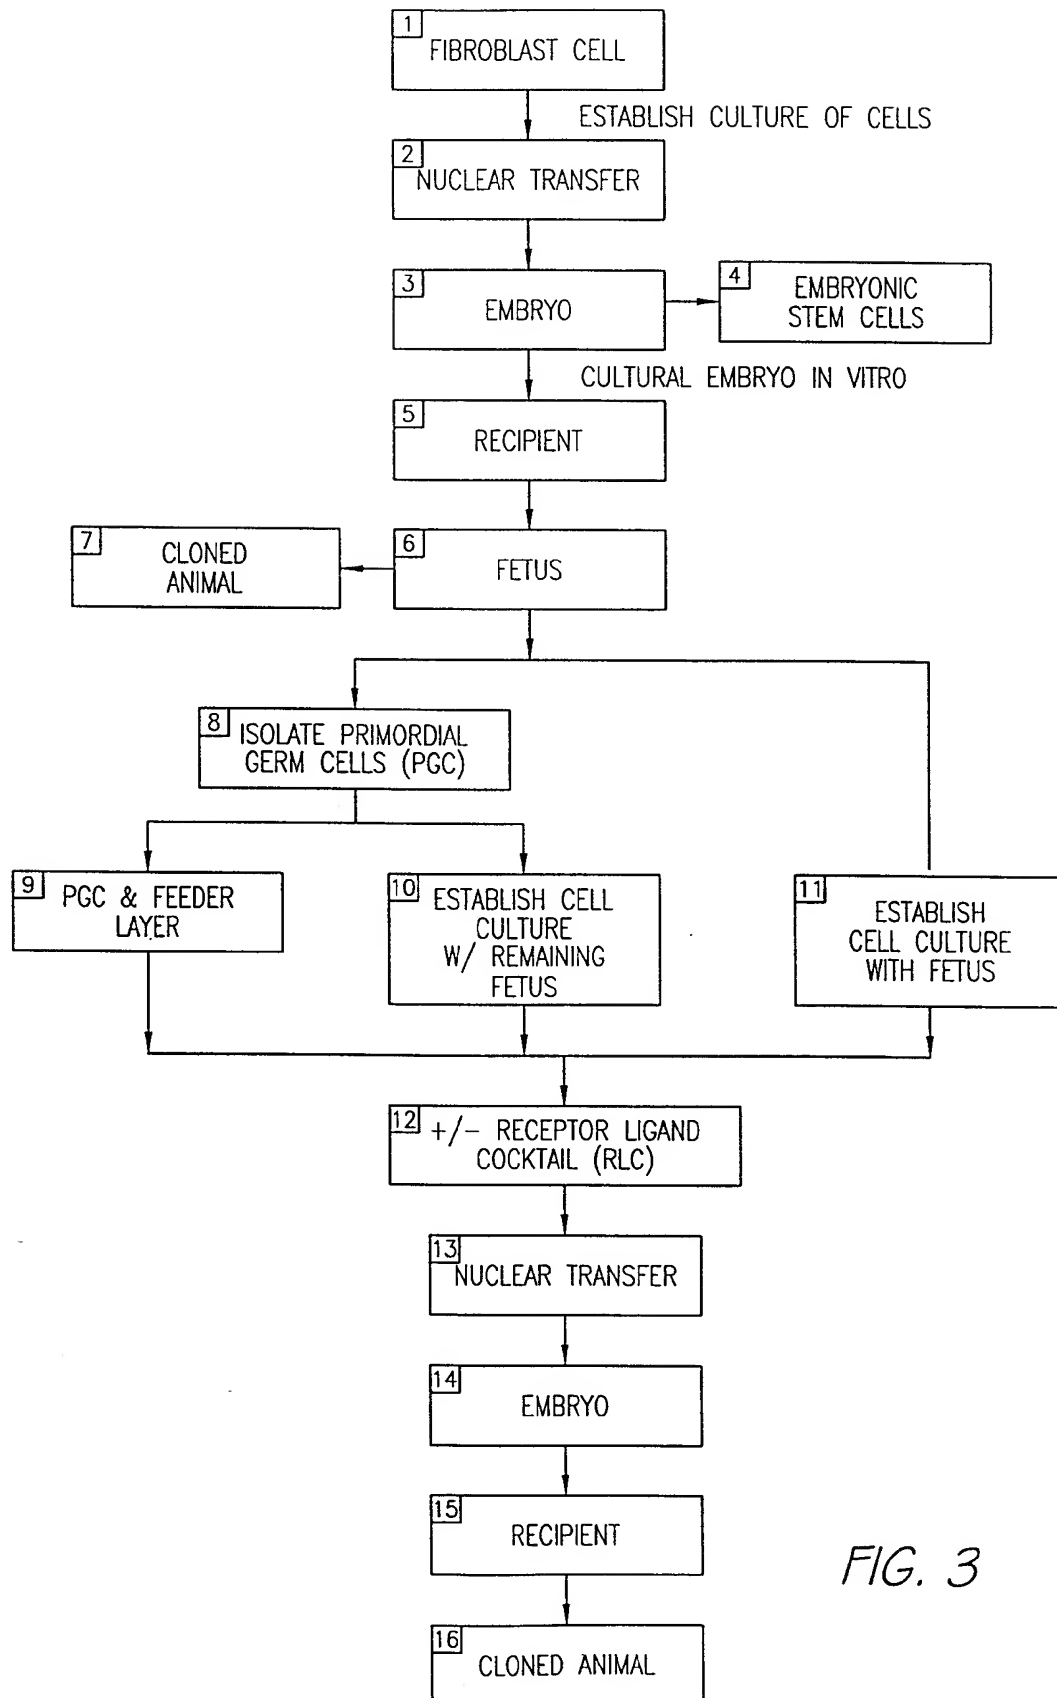 1
FIBROBLAST CELL
ESTABLISH CULTURE OF CELLS
2
NUCLEAR TRANSFER
3
EMBRYO
4
EMBRYONIC
STEM CELLS
CULTURAL EMBRYO IN VITRO
5
RECIPIENT
6
FETUS
7
CLONED
ANIMAL
8
ISOLATE PRIMORDIAL
GERM CELLS (PGC)
9
PGC & FEEDER
LAYER
10
ESTABLISH CELL
CULTURE
W/ REMAINING
FETUS
11
ESTABLISH
CELL CULTURE
WITH FETUS
12
+/- RECEPTOR LIGAND
COCKTAIL (RLC)
13
NUCLEAR TRANSFER
14
EMBRYO
15
RECIPIENT
16
CLONED ANIMAL
FIG. 3